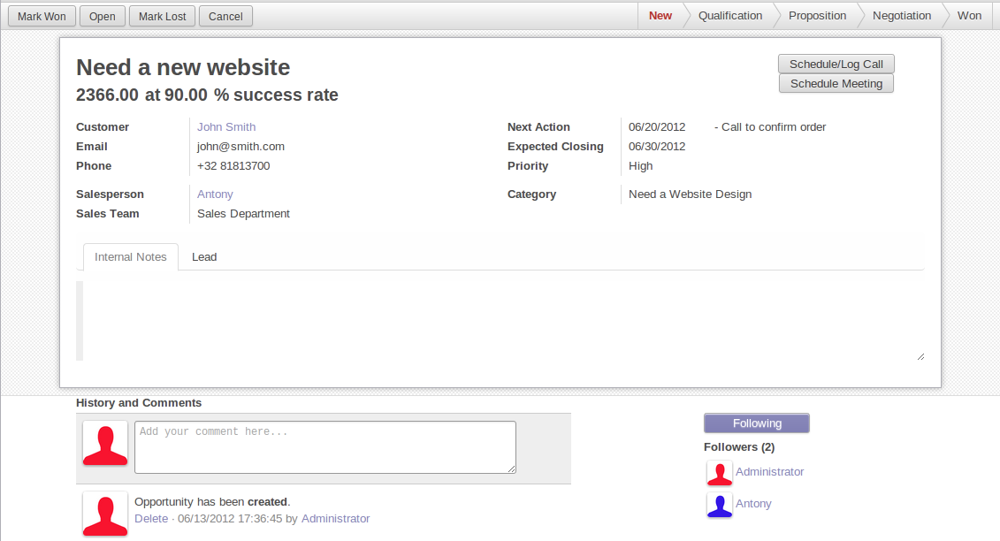 Mark Won Open Mark Lost Cancel New Qualification Proposition Negotiation Won
Need a new website
Schedule/Log Call
Schedule Meeting
2366.00 at 90.00 % success rate
Customer John Smith Next Action 06/20/2012 - Call to confirm order
Email john@smith.com Expected Closing 06/30/2012
Phone +32 81813700 Priority High
Salesperson Antony Category Need a Website Design
Sales Team Sales Department
Internal Notes Lead
History and Comments
Add your comment here...
Following
Followers (2)
Administrator
Antony
Opportunity has been created.
Delete · 06/13/2012 17:36:45 by Administrator